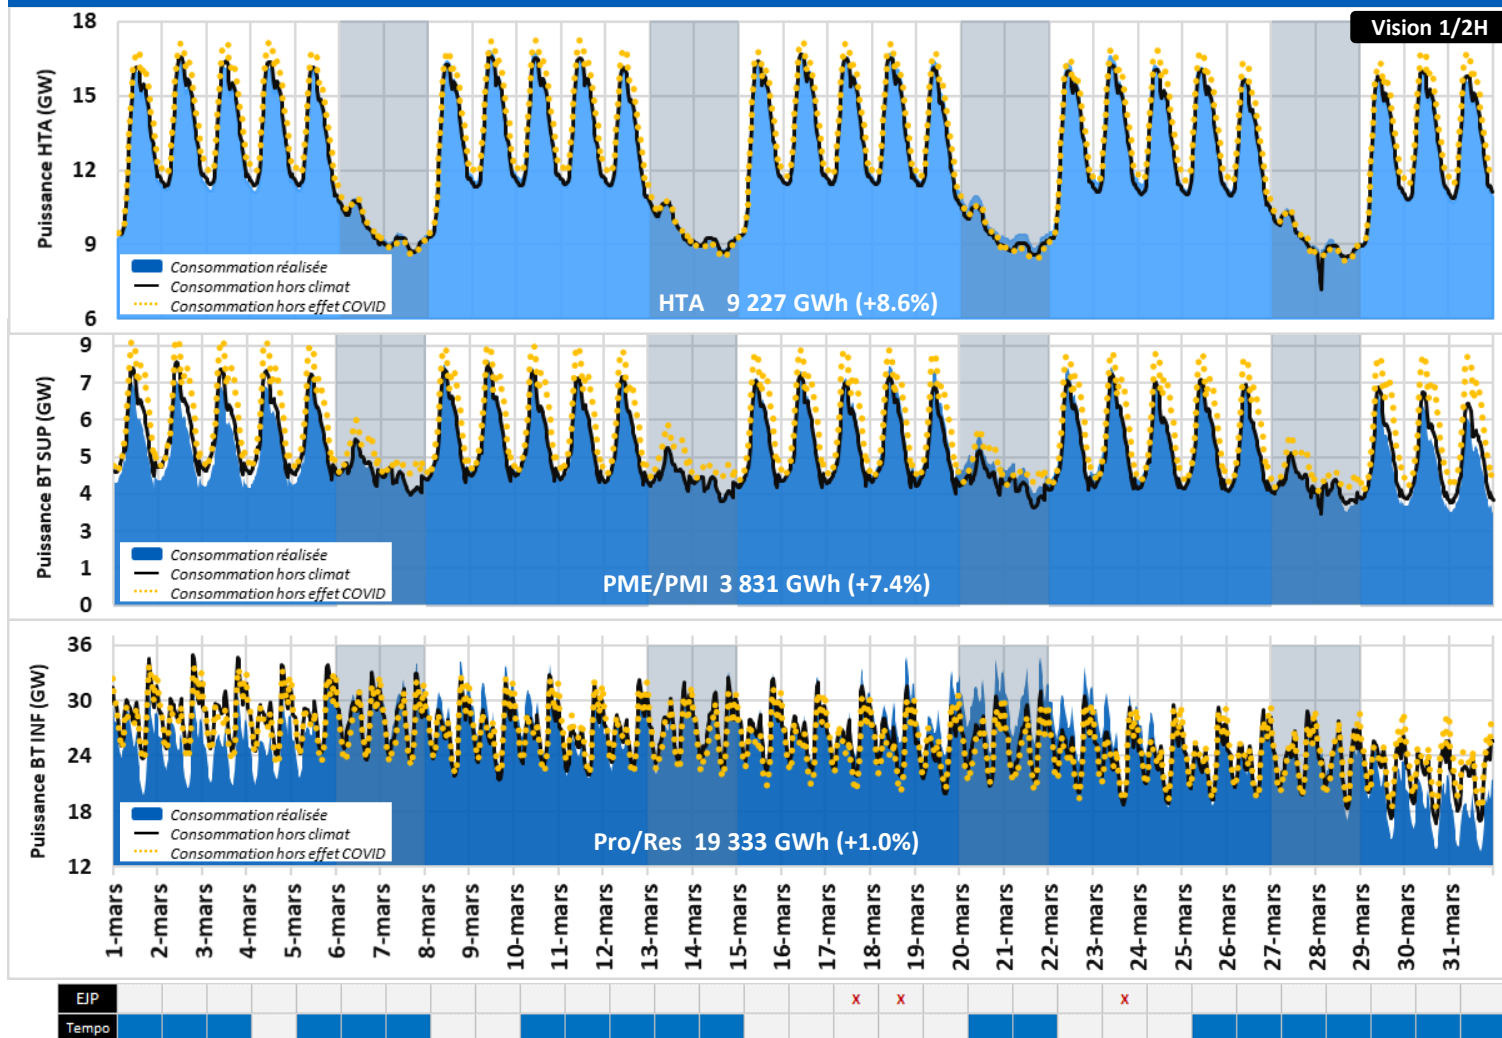 Vision 1/2H
Puissance HTA (GW)
18
15
12
9
6
Consommation réalisée
Consommation hors climat
Consommation hors effet COVID
HTA 9 227 GWh (+8.6%)
Puissance BT SUP (GW)
9
7
6
5
4
3
1
0
Consommation réalisée
Consommation hors climat
Consommation hors effet COVID
PME/PMI 3 831 GWh (+7.4%)
Puissance BT INF (GW)
36
30
24
18
12
Consommation réalisée
Consommation hors climat
Consommation hors effet COVID
Pro/Res 19 333 GWh (+1.0%)
1-mars
2-mars
3-mars
4-mars
5-mars
6-mars
7-mars
8-mars
9-mars
10-mars
11-mars
12-mars
13-mars
14-mars
15-mars
16-mars
17-mars
18-mars
19-mars
20-mars
21-mars
22-mars
23-mars
24-mars
25-mars
26-mars
27-mars
28-mars
29-mars
30-mars
31-mars
EJP x x x
Tempo